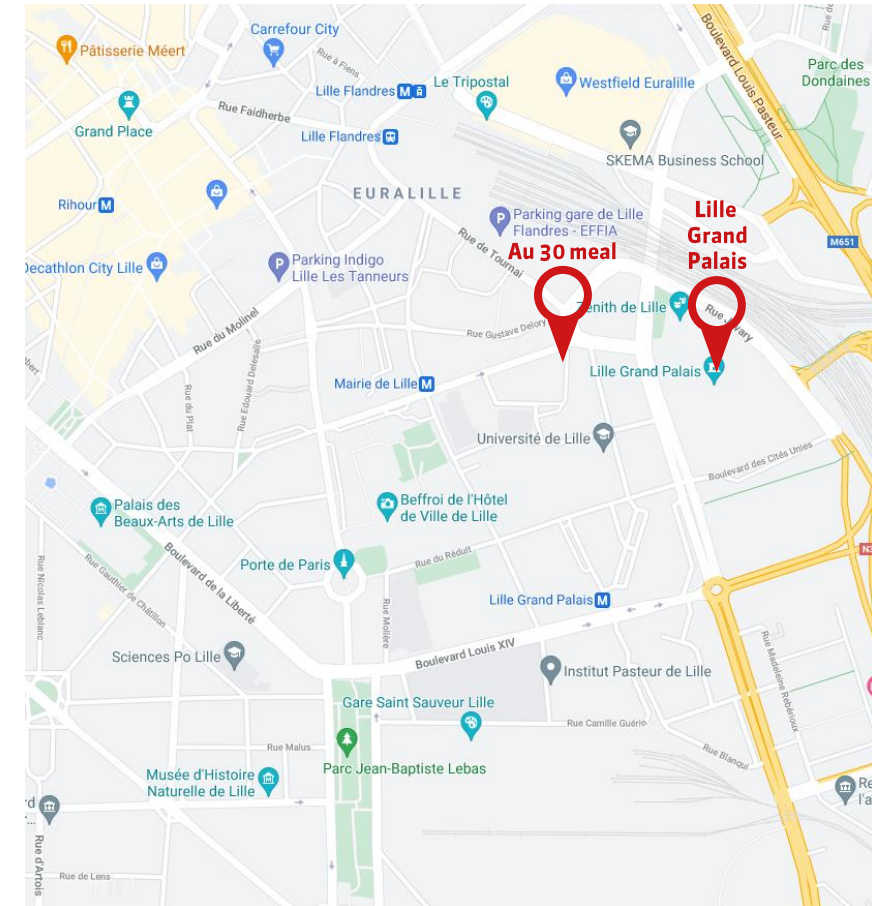 Carrefour City
Pâtisserie Méert
Rue à Fiens
Boulevard Louis Pasteur
Parc des
Dondaines
Lille Flandres M
Le Tripostal
Westfield Euralille
Grand Place
Rue Faidherbe
Lille Flandres
SKEMA Business School
EURALILLE
Rihour M
Parking gare de Lille
Flandres - EFFIA
Lille
Grand
Palais
M651
Rue de Tournai
Au 30 meal
Decathlon City Lille
Parking Indigo
Lille Les Tanneurs
Zenith de Lille
Rue Javary
Rue du Molinel
Rue Gustave Delory
Rue Edouard Delesalle
Mairie de Lille M
Lille Grand Palais
Rue du Plat
Université de Lille
Boulevard des Cités Unies
Palais des
Beaux-Arts de Lille
Beffroi de l'Hôtel
de Ville de Lille
Rue du Réduit
Porte de Paris
Rue Nicolas Leblanc
Rue Gauthier de Châtillon
Boulevard de la Liberté
Lille Grand Palais M
Rue Molière
Boulevard Louis XIV
Rue Madeleine Rebérioux
Sciences Po Lille
Institut Pasteur de Lille
Gare Saint Sauveur Lille
Rue Camille Guérin
Rue Malus
Rue Blanqui
Parc Jean-Baptiste Lebas
Musée d'Histoire
Naturelle de Lille
Rue d'Artois
Rue de Lens